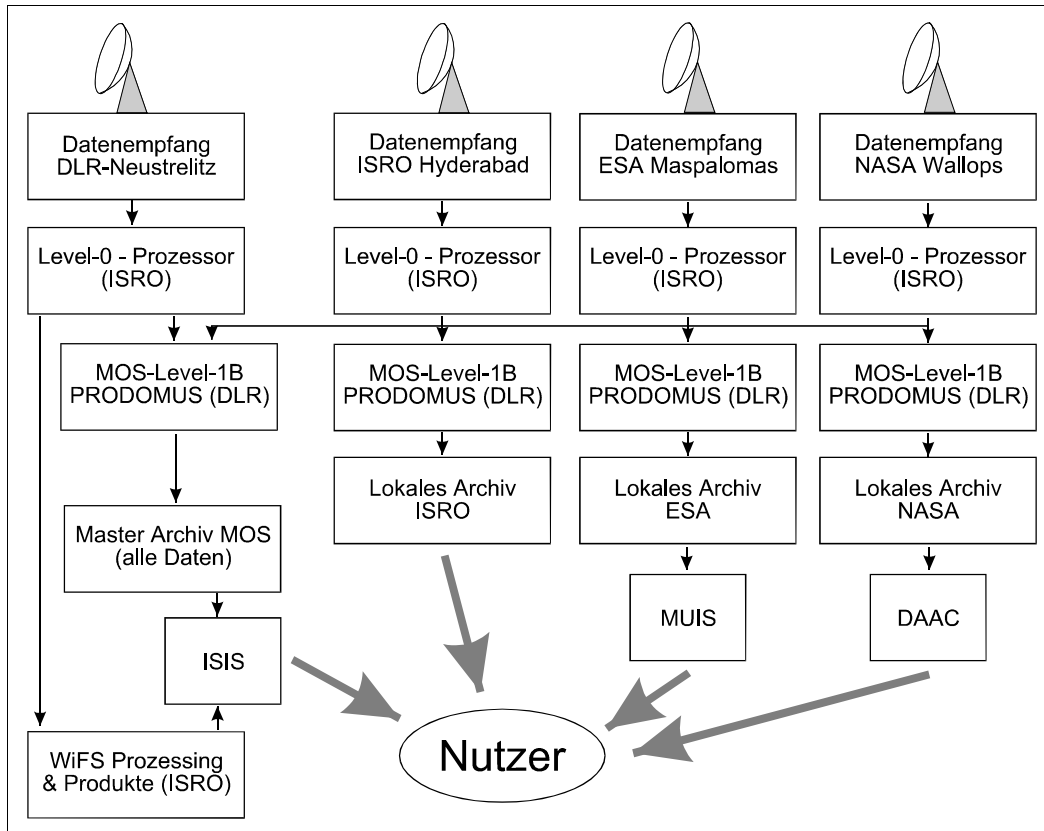 Datenempfang
DLR-Neustrelitz
Datenempfang
ISRO Hyderabad
Datenempfang
ESA Maspalomas
Datenempfang
NASA Wallops
Level-0 - Prozessor
(ISRO)
Level-0 - Prozessor
(ISRO)
Level-0 - Prozessor
(ISRO)
Level-0 - Prozessor
(ISRO)
MOS-Level-1B
PRODOMUS (DLR)
MOS-Level-1B
PRODOMUS (DLR)
MOS-Level-1B
PRODOMUS (DLR)
MOS-Level-1B
PRODOMUS (DLR)
Lokales Archiv
ISRO
Lokales Archiv
ESA
Lokales Archiv
NASA
Master Archiv MOS
(alle Daten)
MUIS
DAAC
ISIS
WiFS Prozessing
& Produkte (ISRO)
Nutzer